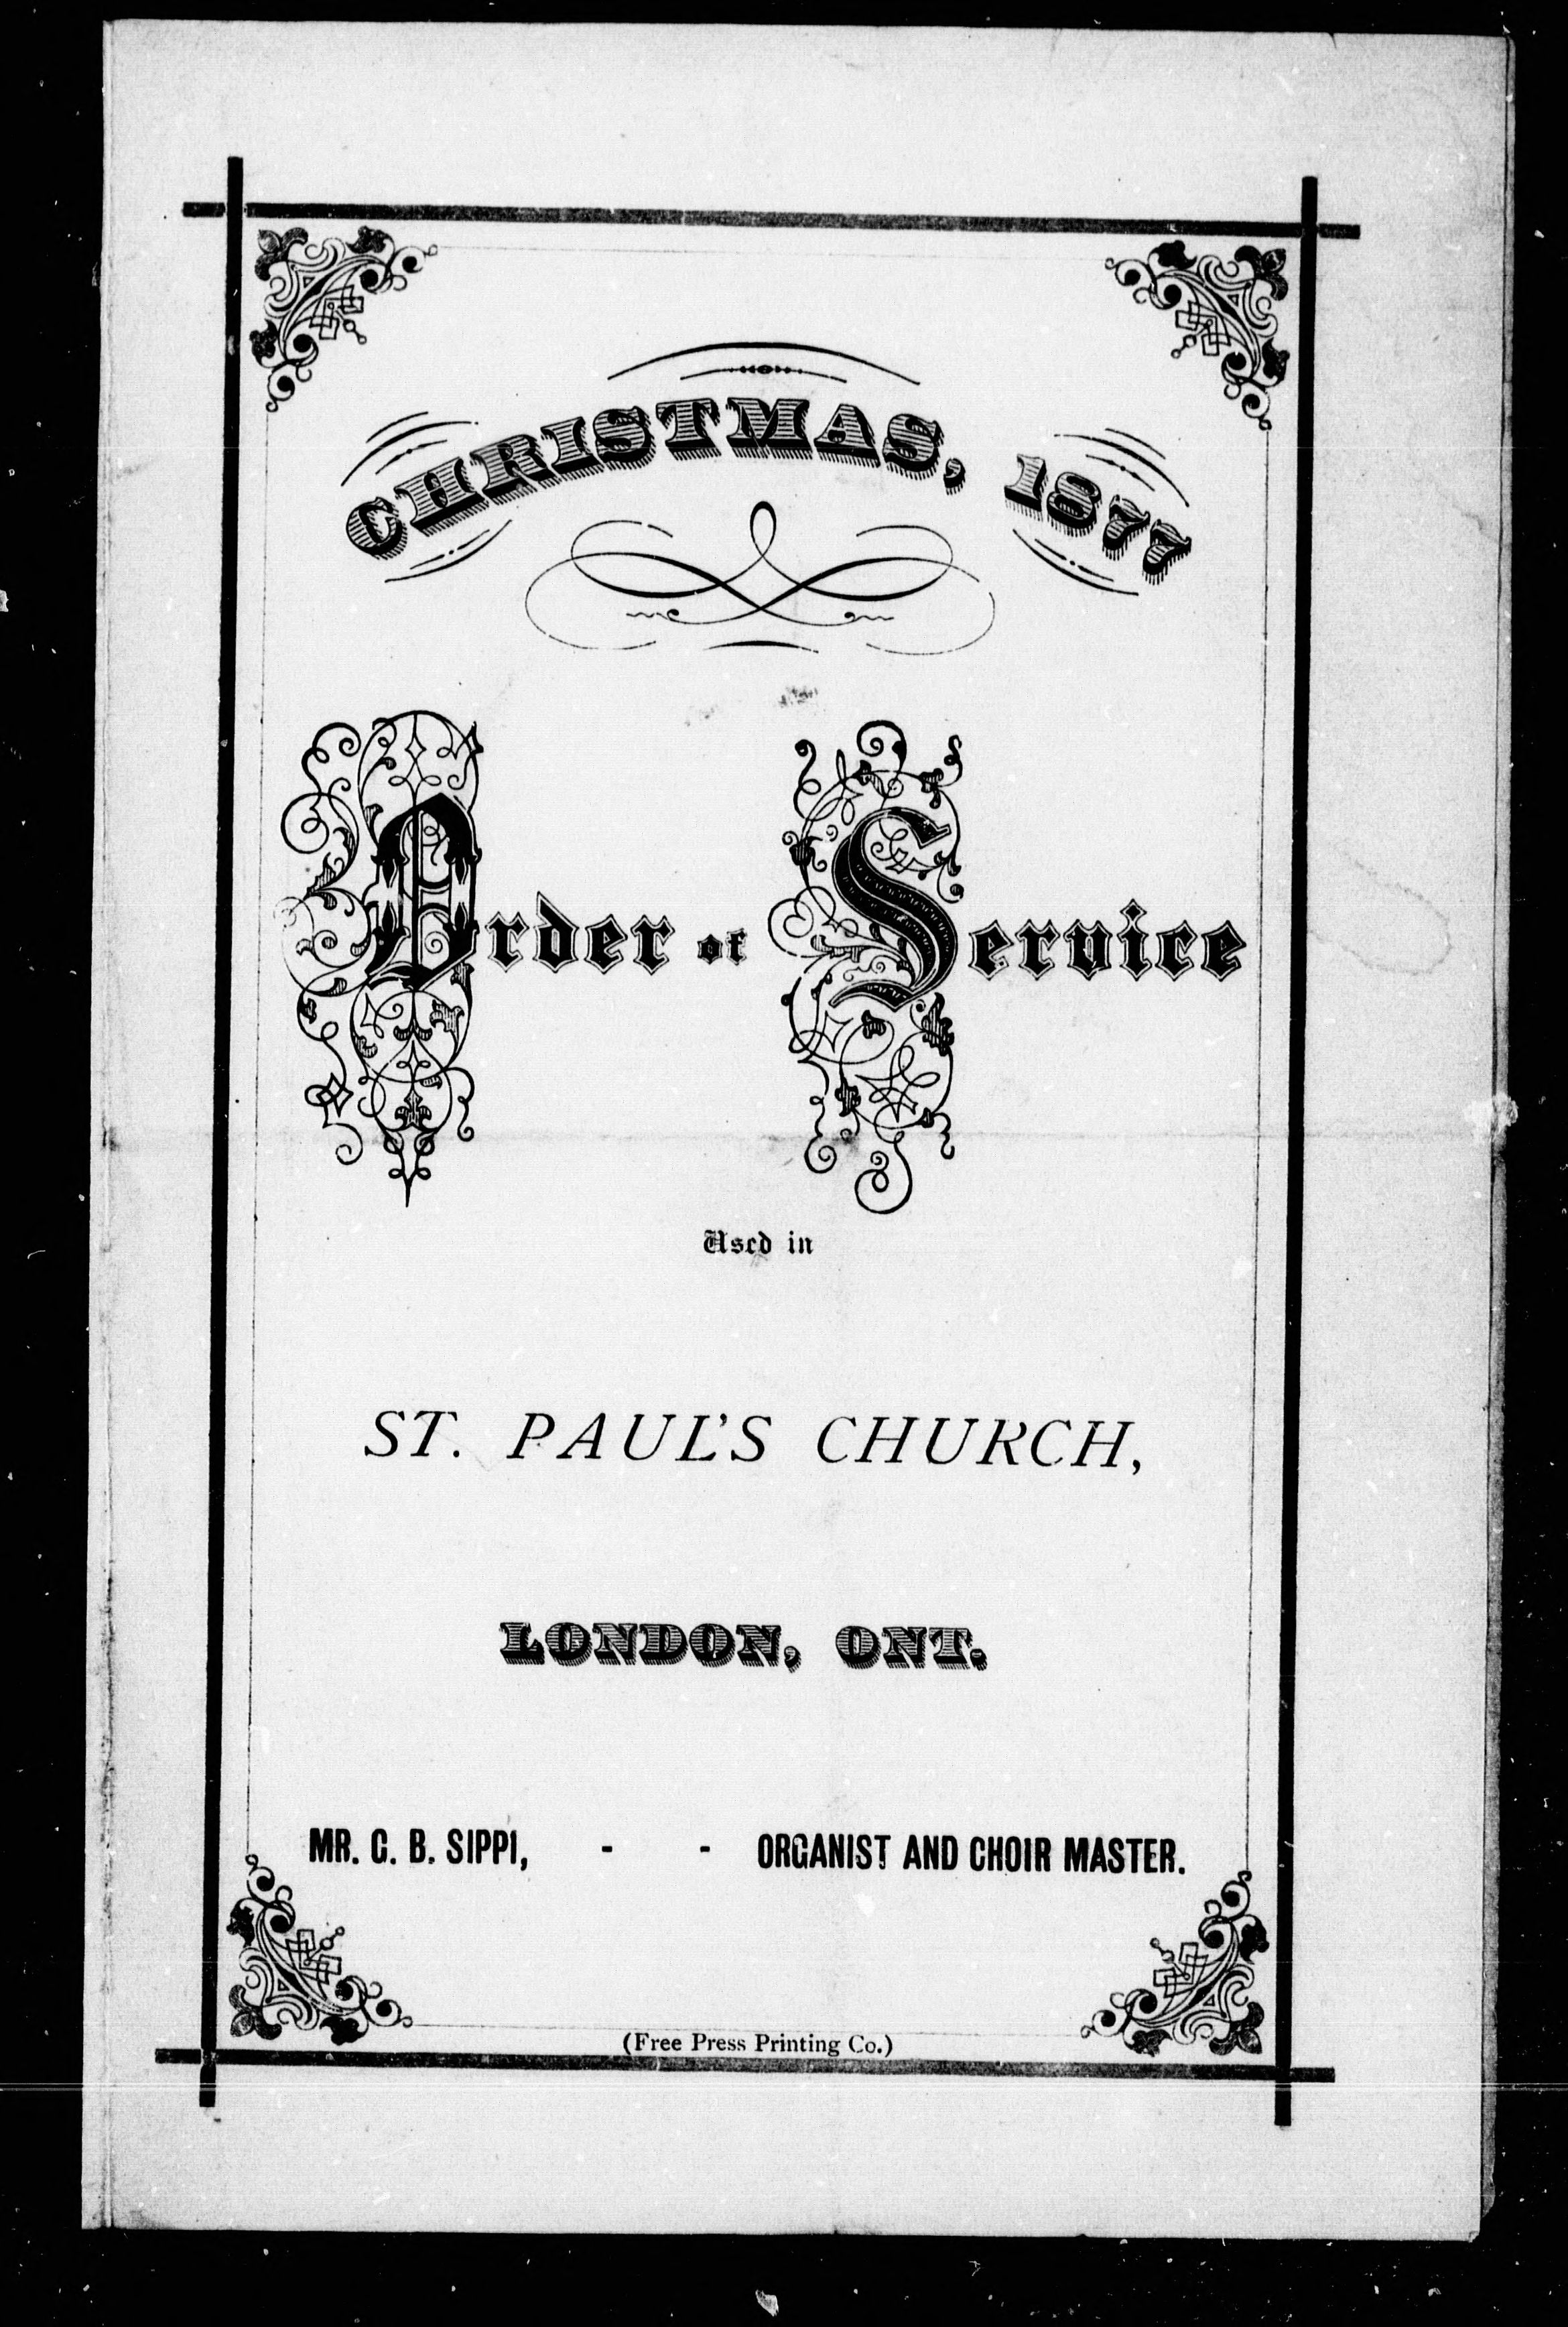 CHRISTMAS, 1877
Order of Service
Used in
ST. PAUL'S CHURCH,
LONDON, ONT.
MR. G. B. SIPPI, - - ORGANIST AND CHOIR MASTER.
(Free Press Printing Co.)